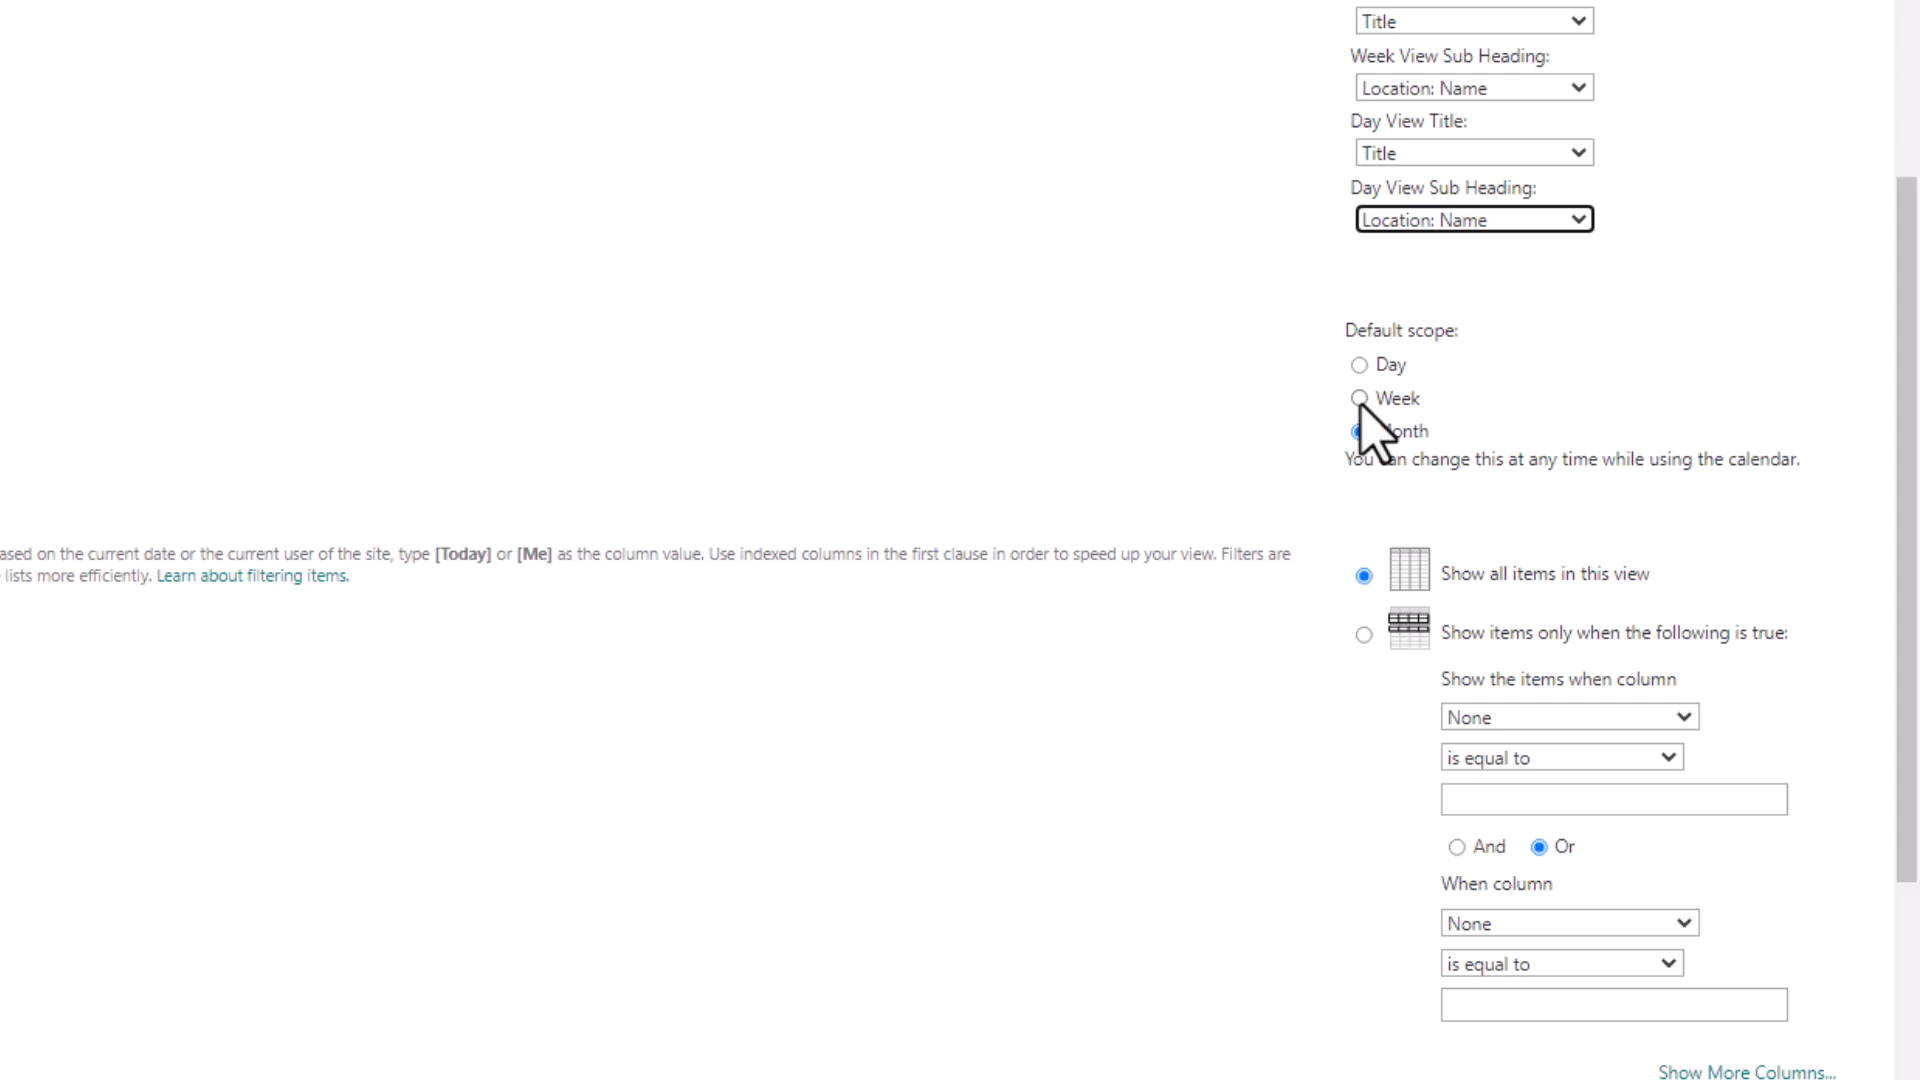 Title
Week View Sub Heading:
Location: Name
Day View Title:
Title
Day View Sub Heading:
Location: Name
Default scope:
Day
Week
Month
You can change this at any time while using the calendar.
ased on the current date or the current user of the site, type [Today] or [Me] as the column value. Use indexed columns in the first clause in order to speed up your view. Filters are
lists more efficiently. Learn about filtering items.
Show all items in this view
Show items only when the following is true:
Show the items when column
None
is equal to
And Or
When column
None
is equal to
Show More Columns...